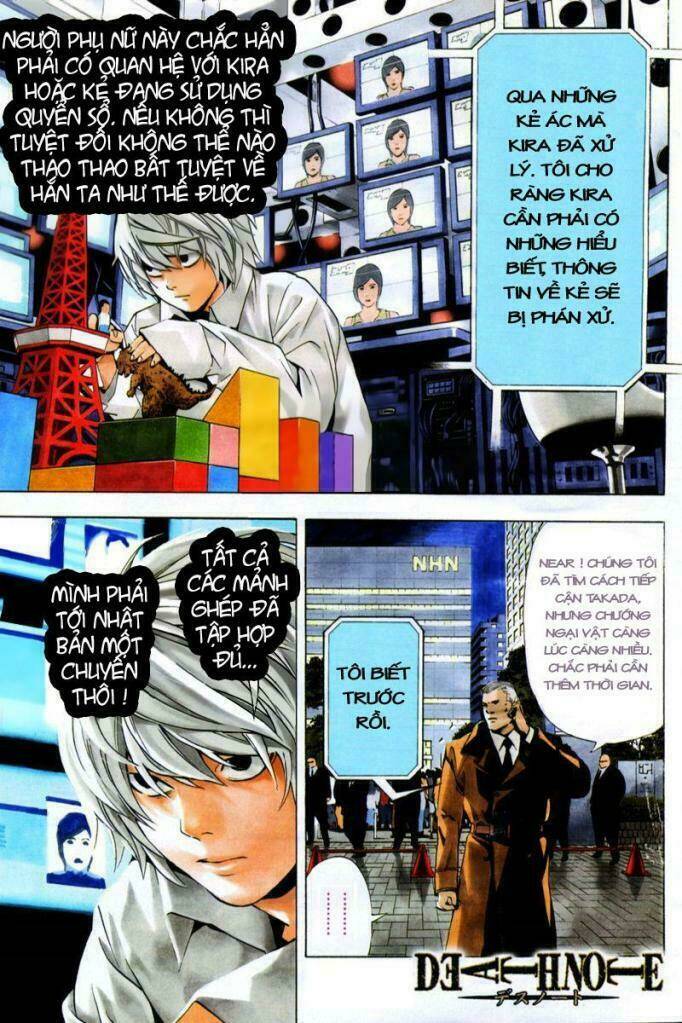 NGƯỜI PHỤ NỮ NÀY CHẮC HẲN
PHẢI CÓ QUAN HỆ VỚI KIRA
HOẶC KẺ ĐANG SỬ DỤNG
QUYỂN SỔ. NẾU KHÔNG THÌ
TUYỆT ĐỐI KHÔNG THỂ NÀO
THAO THAO BẤT TUYỆT VỀ
HẮN TA NHƯ THẾ ĐƯỢC.
QUA NHỮNG
KẺ ÁC MÀ
KIRA ĐÃ XỬ
LÝ. TÔI CHO
RÀNG KIRA
CẦN PHẢI CÓ
NHỮNG HIỂU
BIẾT, THÔNG
TIN VỀ KẺ SẼ
BỊ PHÁN XỬ.
TẤT CẢ
CÁC MẢNH
GHÉP ĐÃ
TẬP HỢP
ĐỦ...
MÌNH PHẢI
TỚI NHẬT
BẢN MỘT
CHUYẾN
THÔI !
NHN
NEAR ! CHÚNG TÔI
ĐÃ TÌM CÁCH TIẾP
CẬN TAKADA,
NHƯNG CHƯỚNG
NGẠI VẬT CÀNG
LÚC CÀNG NHIỀU.
CHẮC PHẢI CẦN
THÊM THỜI GIAN.
TÔI BIẾT
TRƯỚC
RỒI.
.......
DEATH NOTE
デスノート